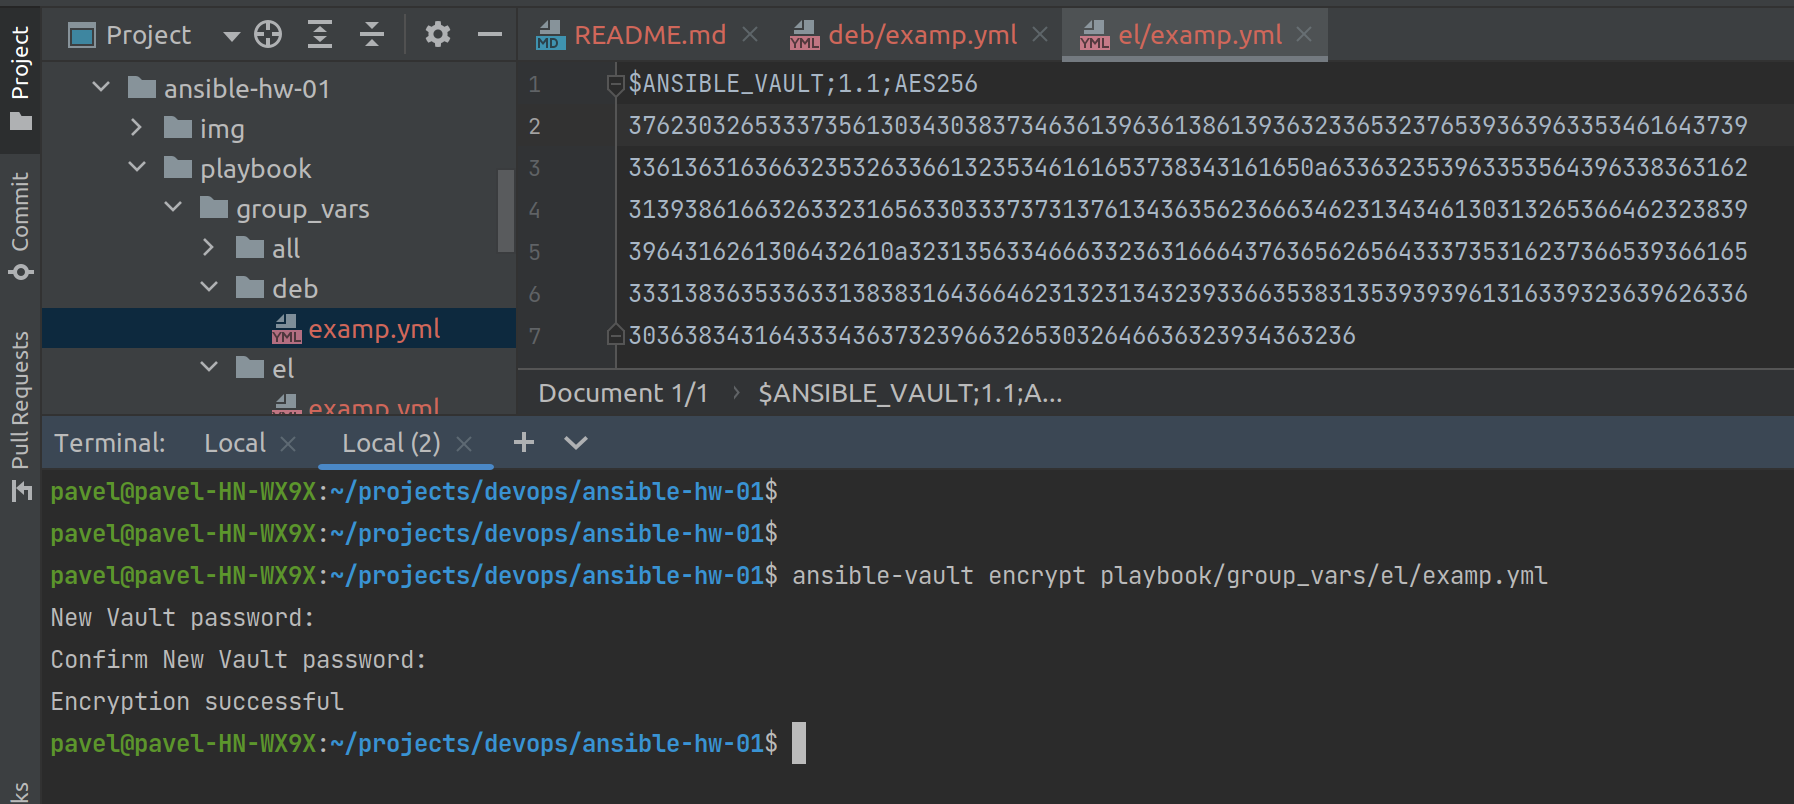 Project
Commit
Pull Requests
Project
ansible-hw-01
img
playbook
group_vars
all
deb
YML examp.yml
el
examp.yml
MD README.md
YML deb/examp.yml
YML el/examp.yml
1 $ANSIBLE_VAULT;1.1;AES256
2 37623032653337356130343038373463613963613861393632336532376539363963353461643739
3 3361363163663235326336613235346161653738343161650a633632353963353564396338363162
4 31393861663263323165633033373731376134363562366634623134346130313265366462323839
5 3964316261306432610a323135633466633236316664376365626564333735316237366539366165
6 33313836353363313838316436646231323134323933663538313539393961316339323639626336
7 3036383431643334363732396632653032646636323934363236
Document 1/1 › $ANSIBLE_VAULT;1.1;A...
Terminal: Local Local (2)
pavel@pavel-HN-WX9X:~/projects/devops/ansible-hw-01$
pavel@pavel-HN-WX9X:~/projects/devops/ansible-hw-01$
pavel@pavel-HN-WX9X:~/projects/devops/ansible-hw-01$ ansible-vault encrypt playbook/group_vars/el/examp.yml
New Vault password:
Confirm New Vault password:
Encryption successful
pavel@pavel-HN-WX9X:~/projects/devops/ansible-hw-01$